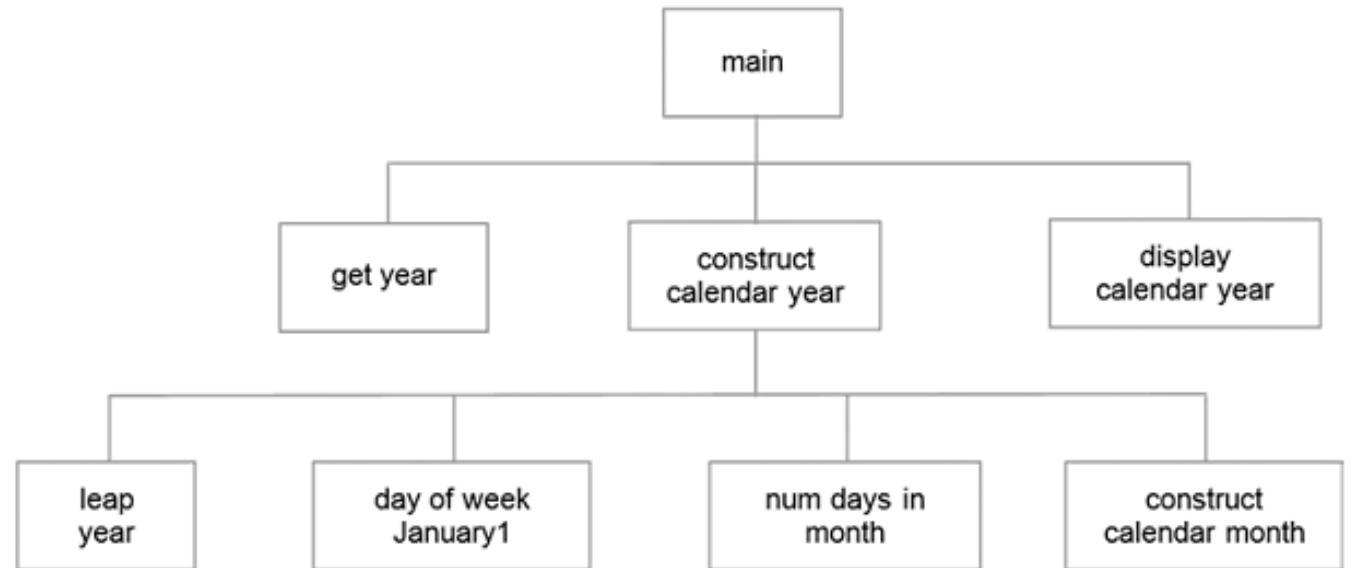 main
get year
construct
calendar year
display
calendar year
leap
year
day of week
January1
num days in
month
construct
calendar month